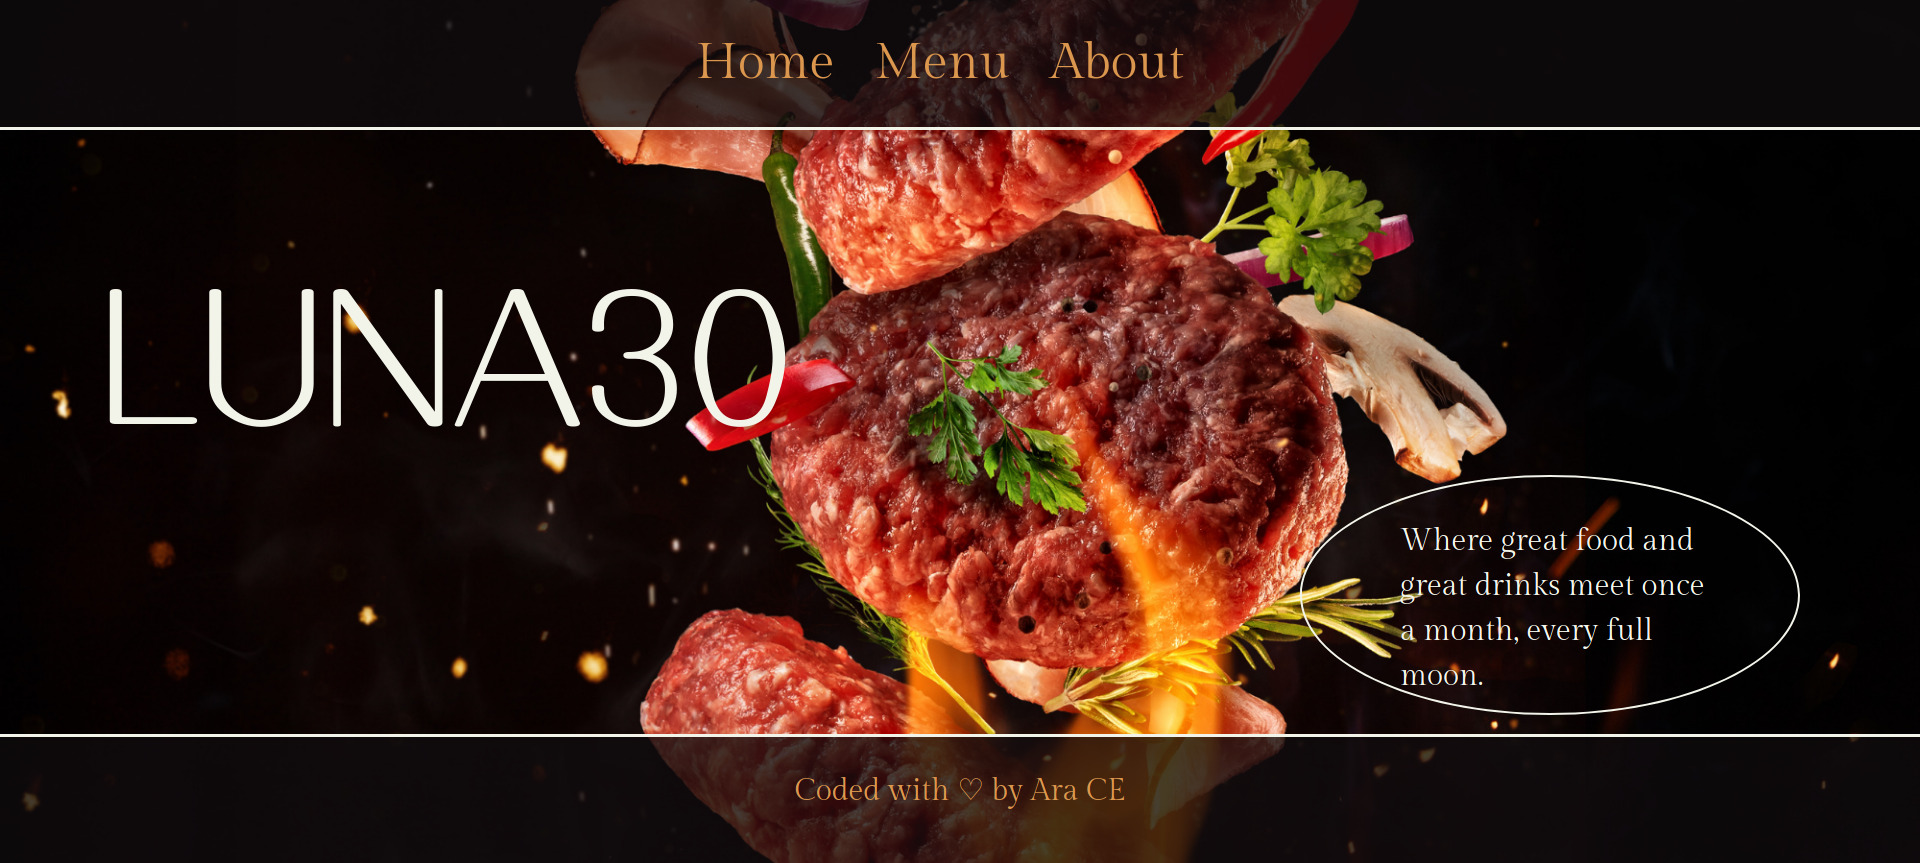 Home Menu About
LUNA30
Where great food and
great drinks meet once
a month, every full
moon.
Coded with ♡ by Ara CE